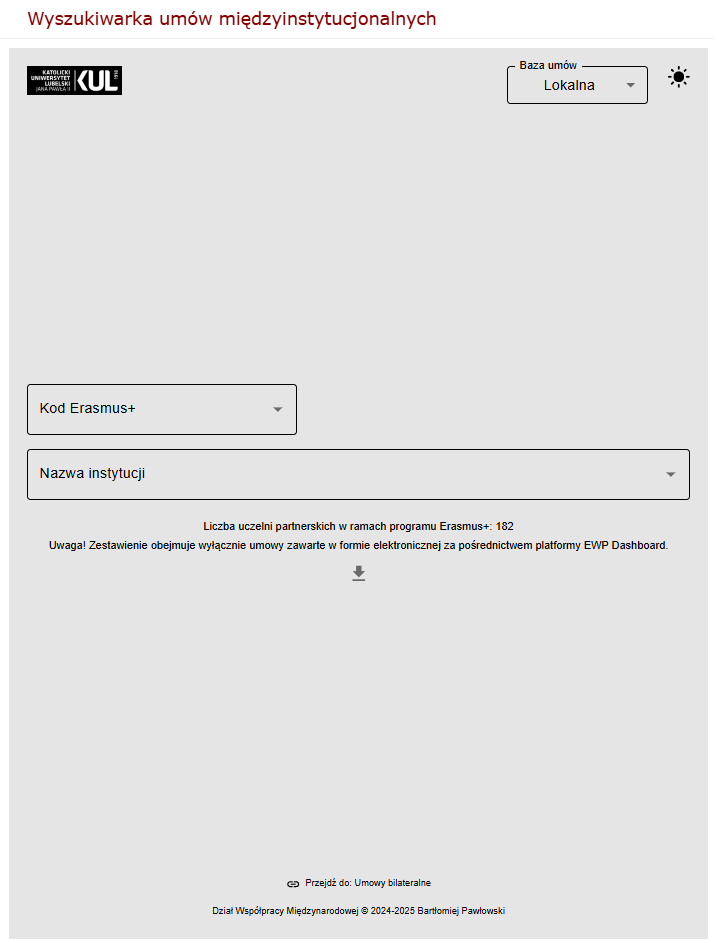 Wyszukiwarka umów międzyinstytucjonalnych
KATOLICKI
UNIWERSYTET
LUBELSKI
JANA PAWŁA II
KUL
1918
Baza umów
Lokalna
Kod Erasmus+
Nazwa instytucji
Liczba uczelni partnerskich w ramach programu Erasmus+: 182
Uwaga! Zestawienie obejmuje wyłącznie umowy zawarte w formie elektronicznej za pośrednictwem platformy EWP Dashboard.
Przejdź do: Umowy bilateralne
Dział Współpracy Międzynarodowej © 2024-2025 Bartłomiej Pawłowski